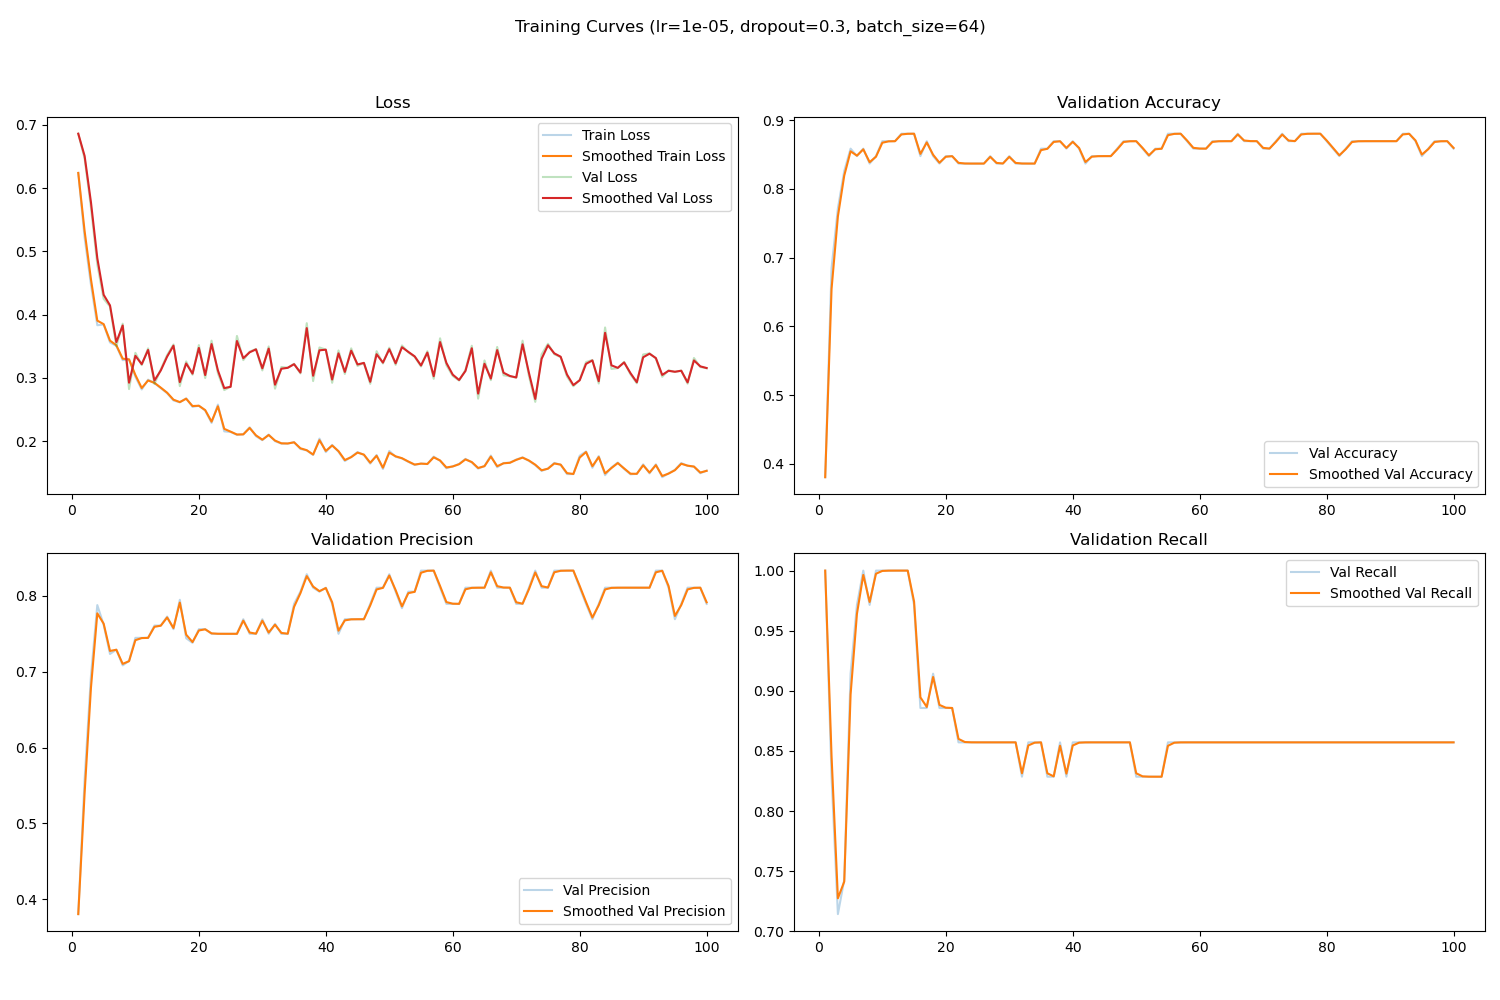 Training Curves (lr=1e-05, dropout=0.3, batch_size=64)
Loss
0.7
0.6
0.5
0.4
0.3
0.2
0 20 40 60 80 100
Train Loss
Smoothed Train Loss
Val Loss
Smoothed Val Loss
Validation Accuracy
0.9
0.8
0.7
0.6
0.5
0.4
0 20 40 60 80 100
Val Accuracy
Smoothed Val Accuracy
Validation Precision
0.8
0.7
0.6
0.5
0.4
0 20 40 60 80 100
Val Precision
Smoothed Val Precision
Validation Recall
1.00
0.95
0.90
0.85
0.80
0.75
0.70
0 20 40 60 80 100
Val Recall
Smoothed Val Recall